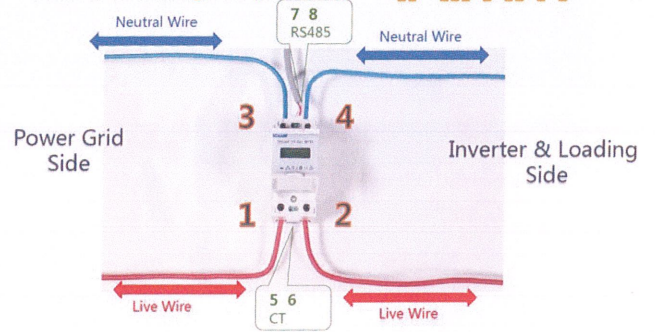 7 8
RS485
Neutral Wire
Neutral Wire
3
4
Power Grid
Side
Inverter & Loading
Side
1
2
5 6
CT
Live Wire
Live Wire